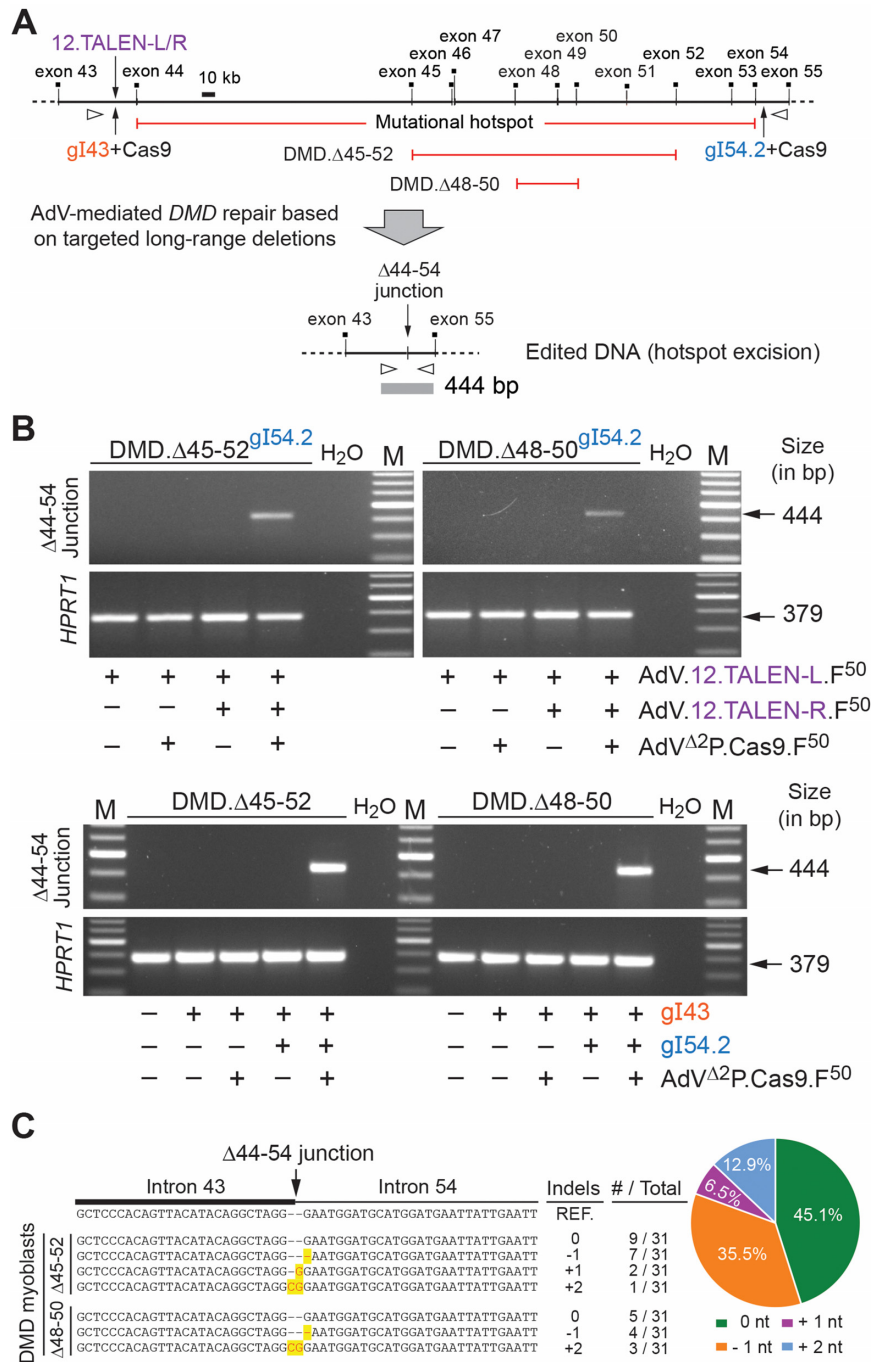 A
12.TALEN-L/R
exon 43
exon 44
10 kb
exon 45
exon 46
exon 47
exon 48
exon 49
exon 50
exon 51
exon 52
exon 53
exon 54
exon 55
Mutational hotspot
gI43+Cas9
DMD.Δ45-52
gI54.2+Cas9
DMD.Δ48-50
AdV-mediated DMD repair based
on targeted long-range deletions
Δ44-54
junction
exon 43
exon 55
Edited DNA (hotspot excision)
444 bp
B
DMD.Δ45-52gI54.2 H2O M DMD.Δ48-50gI54.2 H2O M Size
(in bp)
Δ44-54
Junction
444
HPRT1
379
+ + + + + + + + AdV.12.TALEN-L.F50
– – + + – – + + AdV.12.TALEN-R.F50
– + – + – + – + AdVΔ2P.Cas9.F50
M DMD.Δ45-52 H2O M DMD.Δ48-50 H2O M Size
(in bp)
Δ44-54
Junction
444
HPRT1
379
– + + + + – + + + + gI43
– – – + + – – – + + gI54.2
– – + – + – – + – + AdVΔ2P.Cas9.F50
C
Δ44-54 junction
Intron 43 Intron 54 Indels # / Total
GCTCCCACAGTTACATACAGGCTAGG--GAATGGATGCATGGATGAATTATTGAATT REF.
DMD myoblasts
Δ45-52
GCTCCCACAGTTACATACAGGCTAGG--GAATGGATGCATGGATGAATTATTGAATT 0 9 / 31
GCTCCCACAGTTACATACAGGCTAGG---AATGGATGCATGGATGAATTATTGAATT -1 7 / 31
GCTCCCACAGTTACATACAGGCTAGG-GGAATGGATGCATGGATGAATTATTGAATT +1 2 / 31
GCTCCCACAGTTACATACAGGCTAGGCGGAATGGATGCATGGATGAATTATTGAATT +2 1 / 31
Δ48-50
GCTCCCACAGTTACATACAGGCTAGG--GAATGGATGCATGGATGAATTATTGAATT 0 5 / 31
GCTCCCACAGTTACATACAGGCTAGG---AATGGATGCATGGATGAATTATTGAATT -1 4 / 31
GCTCCCACAGTTACATACAGGCTAGGCGGAATGGATGCATGGATGAATTATTGAATT +2 3 / 31
12.9%
6.5%
45.1%
35.5%
0 nt + 1 nt
- 1 nt + 2 nt